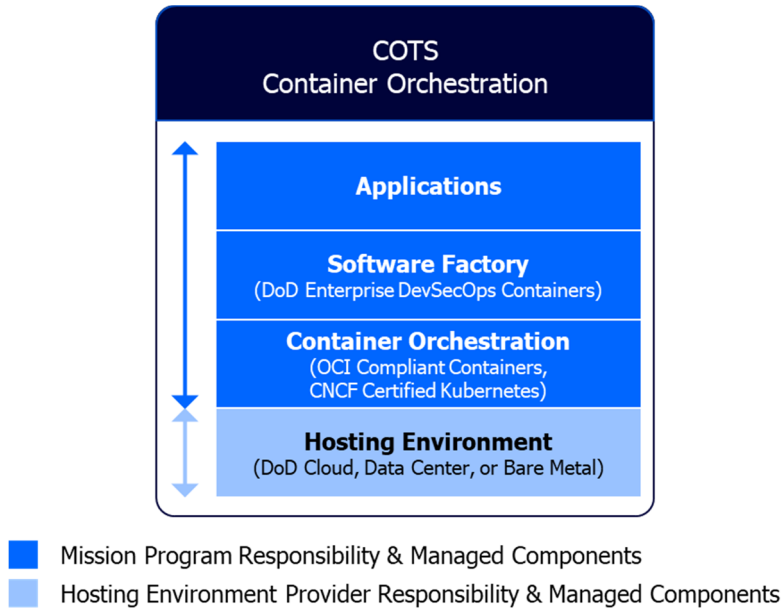 COTS
Container Orchestration
Applications
Software Factory
(DoD Enterprise DevSecOps Containers)
Container Orchestration
(OCI Compliant Containers,
CNCF Certified Kubernetes)
Hosting Environment
(DoD Cloud, Data Center, or Bare Metal)
Mission Program Responsibility & Managed Components
Hosting Environment Provider Responsibility & Managed Components